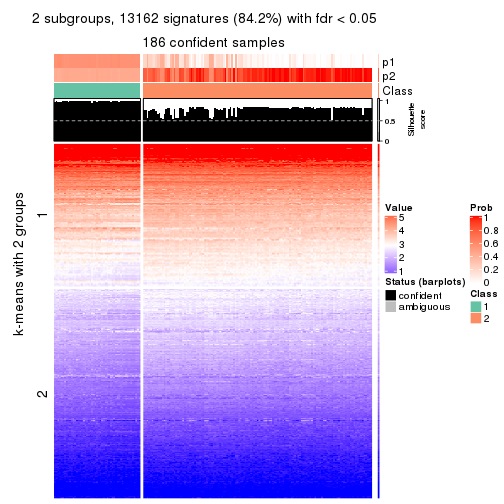 2 subgroups, 13162 signatures (84.2%) with fdr < 0.05
186 confident samples
p1
p2
Class
1
0.5
0
Silhouette
score
k-means with 2 groups
1
2
Value
5
4
3
2
1
Status (barplots)
confident
ambiguous
Prob
1
0.8
0.6
0.4
0.2
0
Class
1
2